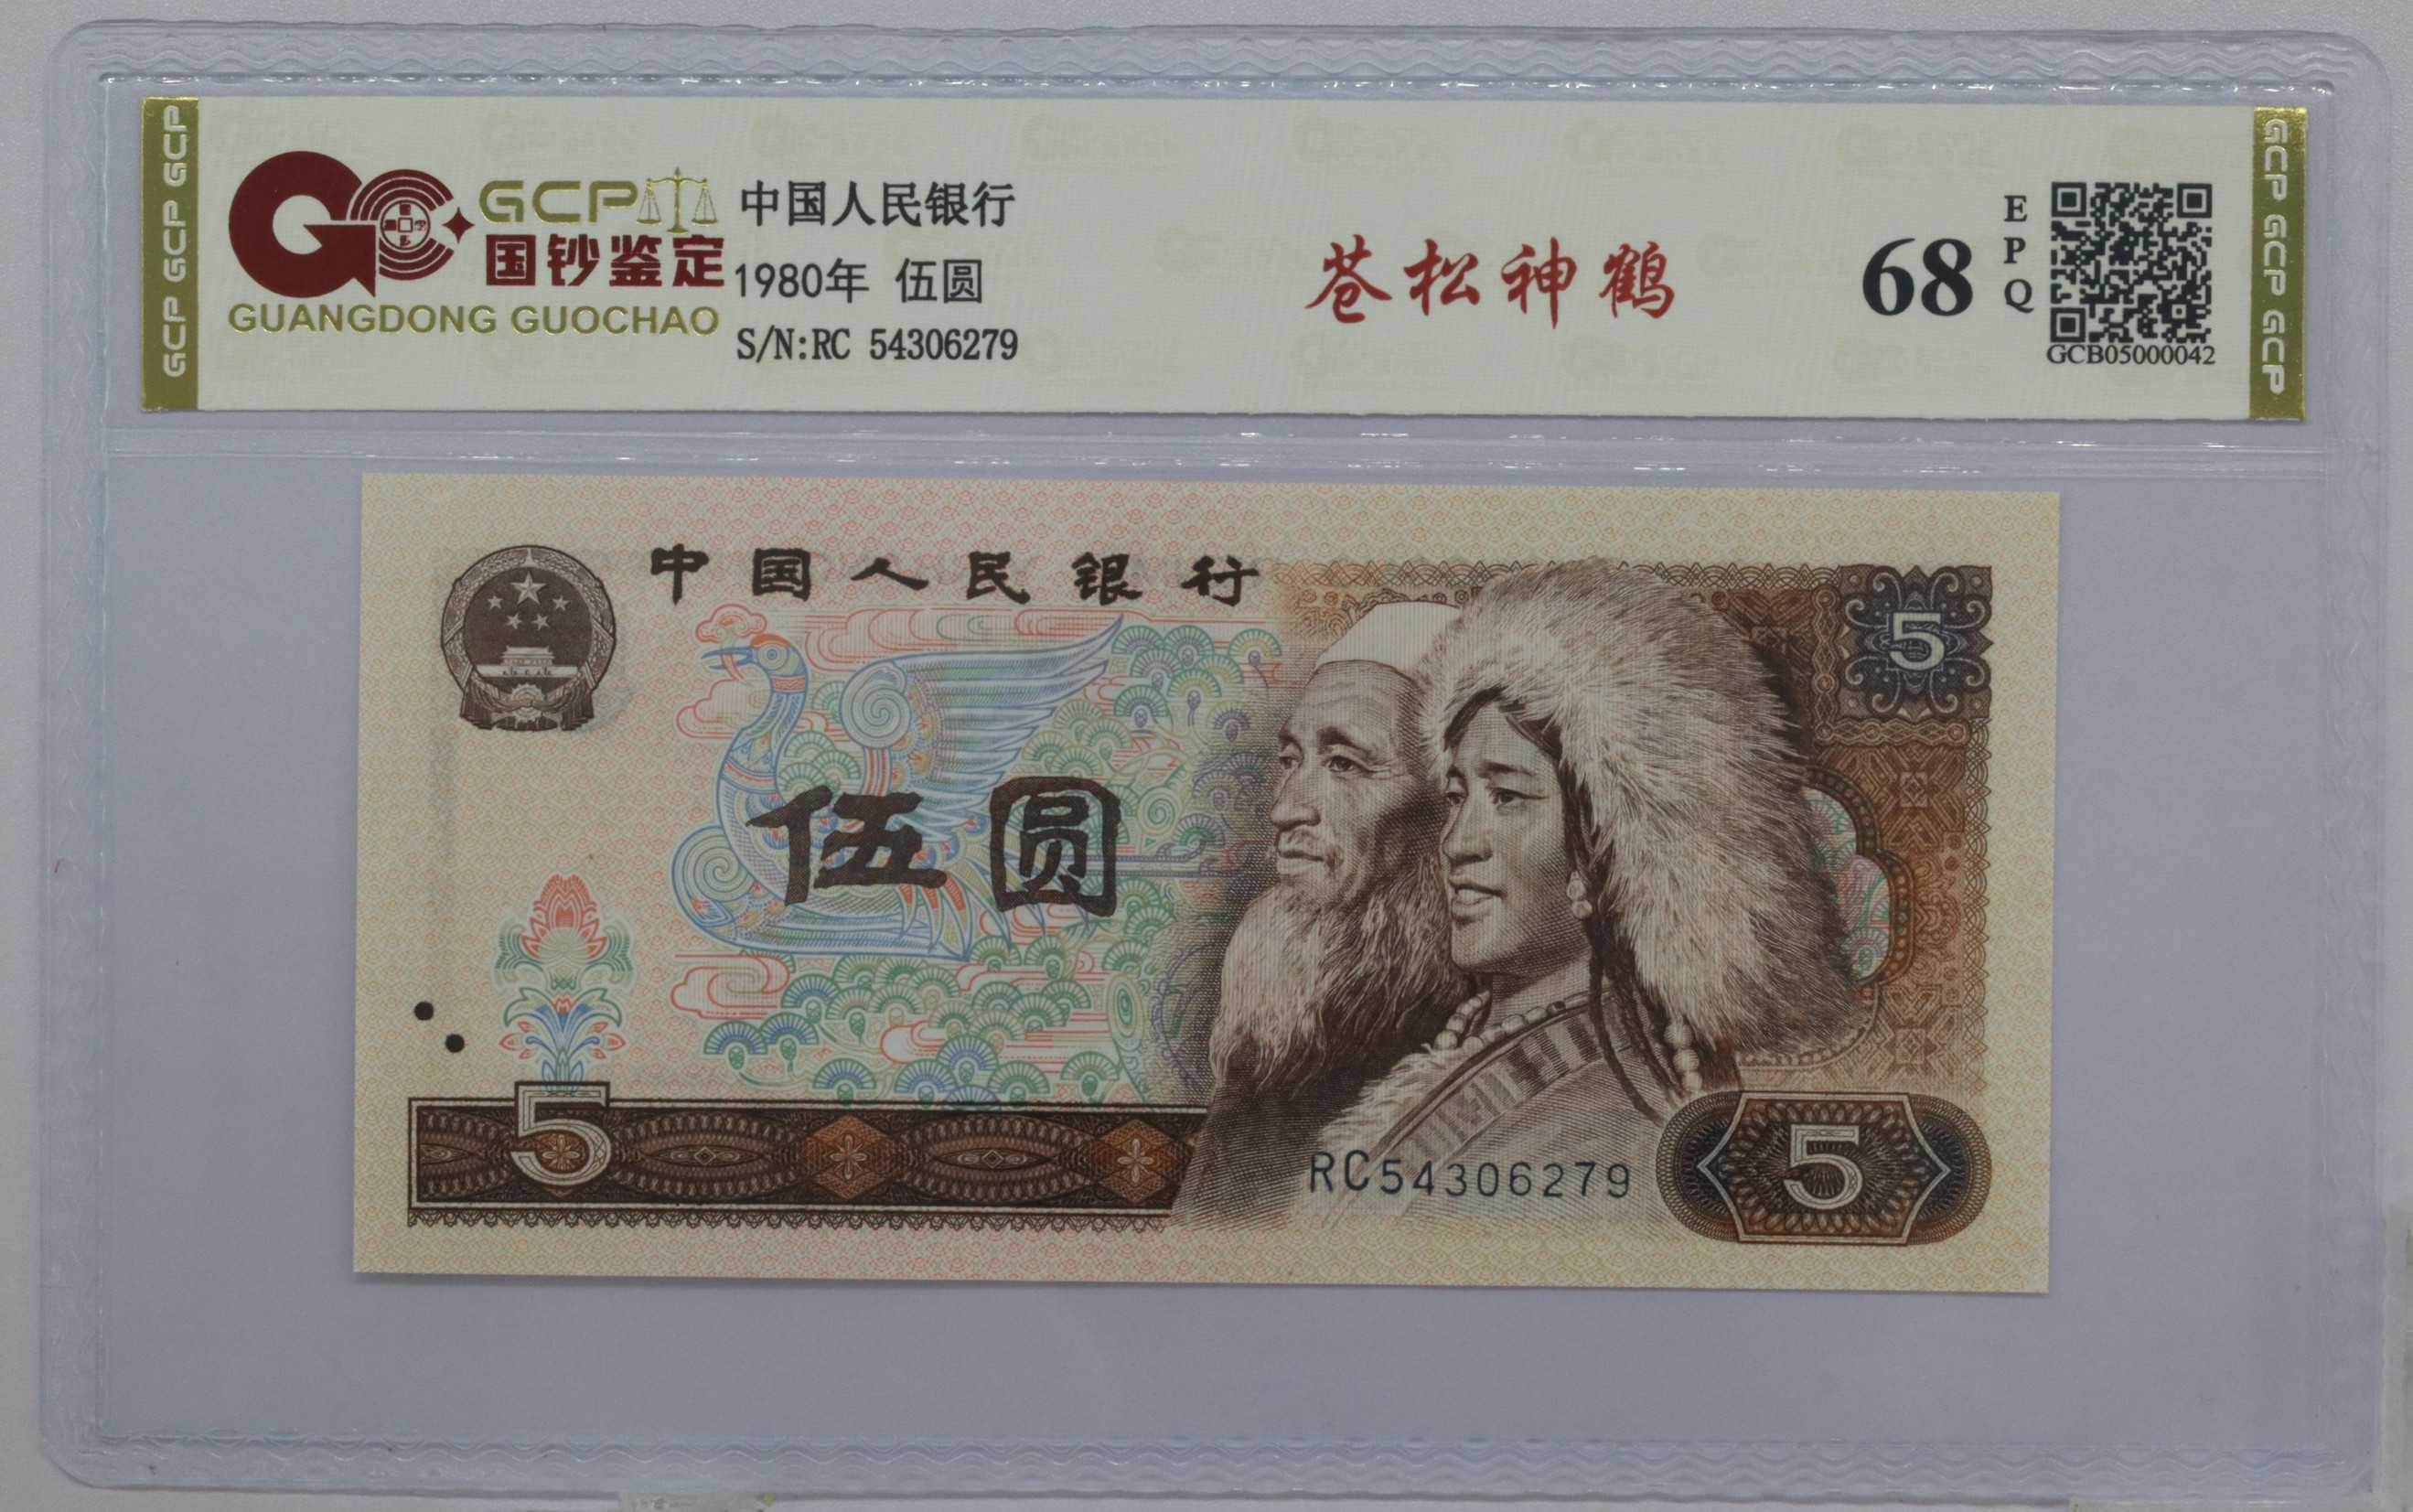 GCP GCP GCP
GCP
国钞鉴定
GUANGDONG GUOCHAO
中国人民银行
1980年 伍圆
S/N:RC 54306279
苍松神鹤
68
EPQ
GCB05000042
GCP GCP GCP
中国人民银行
5
伍圆
5
RC54306279
5